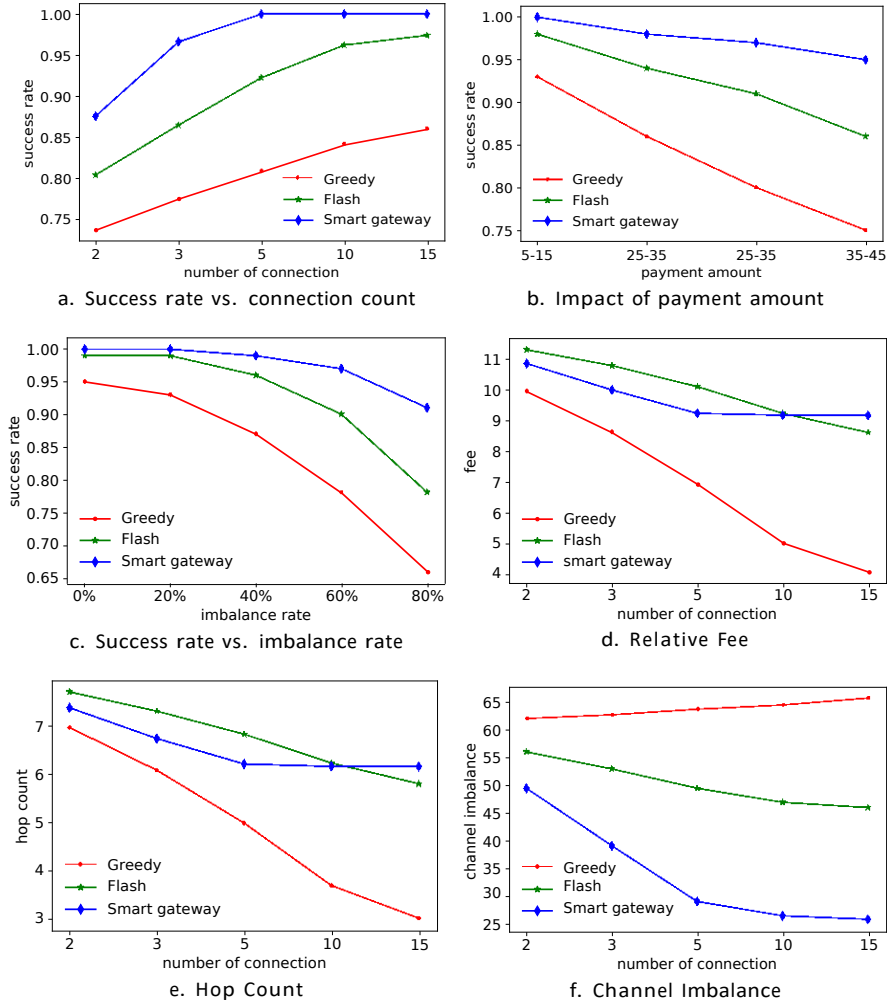 1.00
0.95
0.90
0.85
0.80
0.75
success rate
Greedy
Flash
Smart gateway
2 3 5 10 15
number of connection
a. Success rate vs. connection count
1.00
0.95
0.90
0.85
0.80
0.75
success rate
Greedy
Flash
Smart gateway
5-15 25-35 25-35 35-45
payment amount
b. Impact of payment amount
1.00
0.95
0.90
0.85
0.80
0.75
0.70
0.65
success rate
Greedy
Flash
Smart gateway
0% 20% 40% 60% 80%
imbalance rate
c. Success rate vs. imbalance rate
11
10
9
8
7
6
5
4
fee
Greedy
Flash
smart gateway
2 3 5 10 15
number of connection
d. Relative Fee
7
6
5
4
3
hop count
Greedy
Flash
Smart gateway
2 3 5 10 15
number of connection
e. Hop Count
65
60
55
50
45
40
35
30
25
channel imbalance
Greedy
Flash
Smart gateway
2 3 5 10 15
number of connection
f. Channel Imbalance